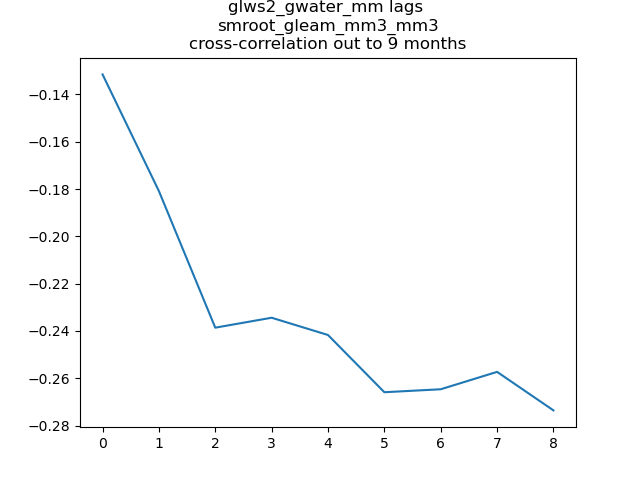 glws2_gwater_mm lags
smroot_gleam_mm3_mm3
cross-correlation out to 9 months
−0.14
−0.16
−0.18
−0.20
−0.22
−0.24
−0.26
−0.28
0 1 2 3 4 5 6 7 8